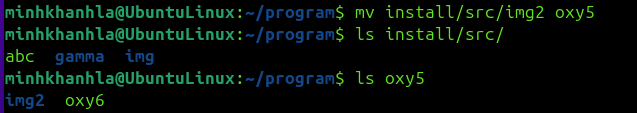 minhkhanhla@UbuntuLinux:~/program$ mv install/src/img2 oxy5
minhkhanhla@UbuntuLinux:~/program$ ls install/src/
abc  gamma  img
minhkhanhla@UbuntuLinux:~/program$ ls oxy5
img2  oxy6